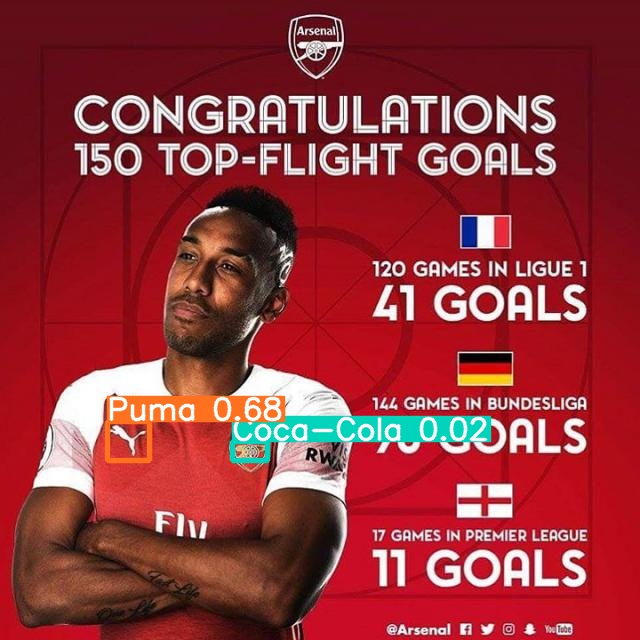 Arsenal
CONGRATULATIONS
150 TOP-FLIGHT GOALS
120 GAMES IN LIGUE 1
41 GOALS
144 GAMES IN BUNDESLIGA
GOALS
Puma 0.68
Coca-Cola 0.02
17 GAMES IN PREMIER LEAGUE
11 GOALS
@Arsenal
YouTube